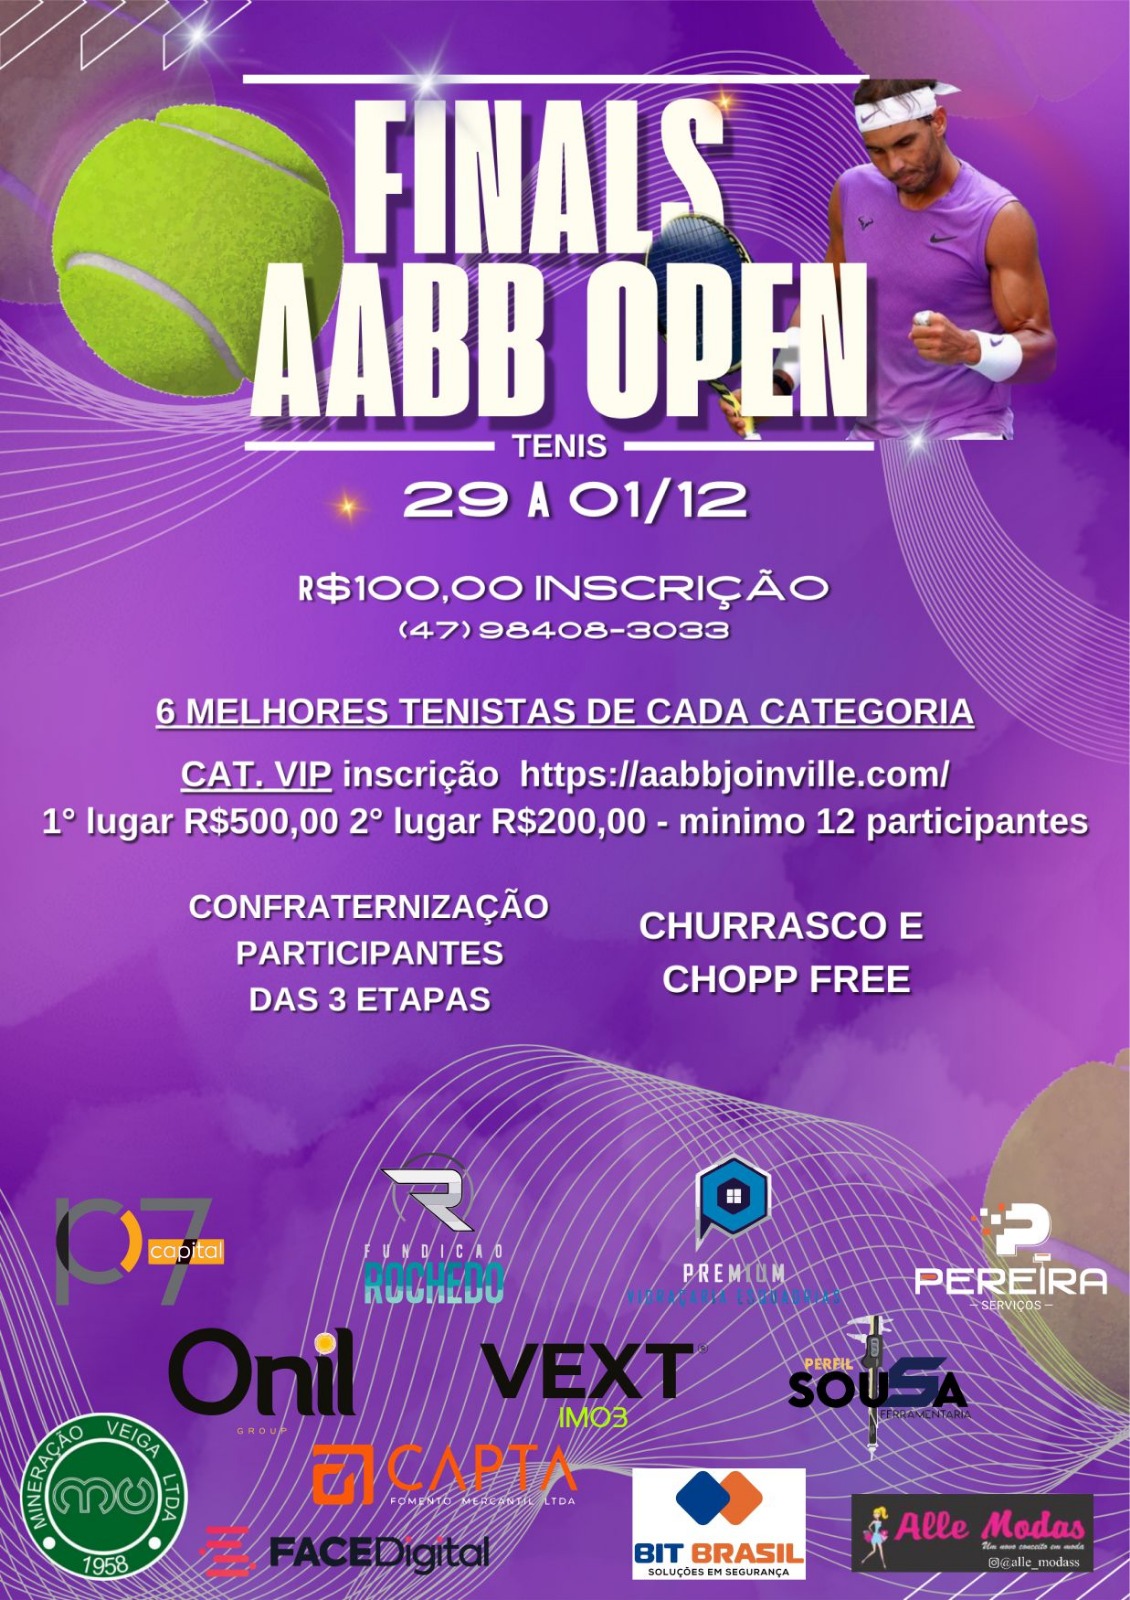 FINALS
AABB OPEN
TENIS
29 A 01/12
R$100,00 INSCRIÇÃO
(47)98408-3033
6 MELHORES TENISTAS DE CADA CATEGORIA
CAT. VIP inscrição https://aabbjoinville.com/
1° lugar R$500,00 2° lugar R$200,00 - minimo 12 participantes
CONFRATERNIZAÇÃO
PARTICIPANTES
DAS 3 ETAPAS
CHURRASCO E
CHOPP FREE
p7
capital
FUNDICAO
ROCHEDO
PREMIUM
VIDRAÇARIA ESQUADRIAS
PEREIRA
SERVIÇOS
Onil
GROUP
VEXT®
IMO3
PERFIL
SOUSA
FERRAMENTARIA
MINERAÇÃO VEIGA LTDA
1958
CAPTA
FOMENTO MERCANTIL LTDA
FACEDigital
BIT BRASIL
SOLUÇÕES EM SEGURANÇA
Alle Modas
Um novo conceito em moda
@alle_modass